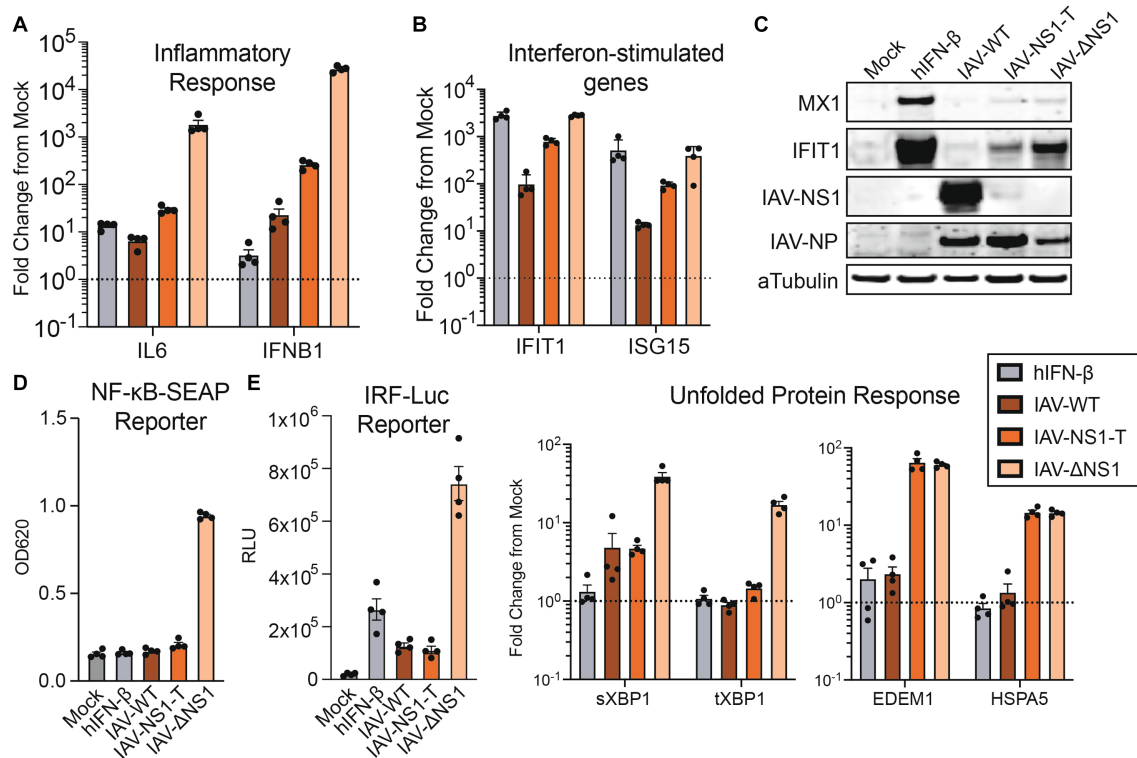 A
Inflammatory
Response
Fold Change from Mock
10^5
10^4
10^3
10^2
10^1
10^0
10^-1
IL6 IFNB1
B
Interferon-stimulated
genes
Fold Change from Mock
10^4
10^3
10^2
10^1
10^0
10^-1
IFIT1 ISG15
C
Mock hIFN-β IAV-WT IAV-NS1-T IAV-ΔNS1
MX1
IFIT1
IAV-NS1
IAV-NP
aTubulin
D
NF-κB-SEAP
Reporter
OD620
1.5
1.0
0.5
0.0
Mock hIFN-β IAV-WT IAV-NS1-T IAV-ΔNS1
E
IRF-Luc
Reporter
RLU
1x10^6
8x10^5
6x10^5
4x10^5
2x10^5
0
Mock hIFN-β IAV-WT IAV-NS1-T IAV-ΔNS1
Unfolded Protein Response
Fold Change from Mock
10^2
10^1
10^0
10^-1
sXBP1 tXBP1
10^2
10^1
10^0
10^-1
EDEM1 HSPA5
hIFN-β
IAV-WT
IAV-NS1-T
IAV-ΔNS1